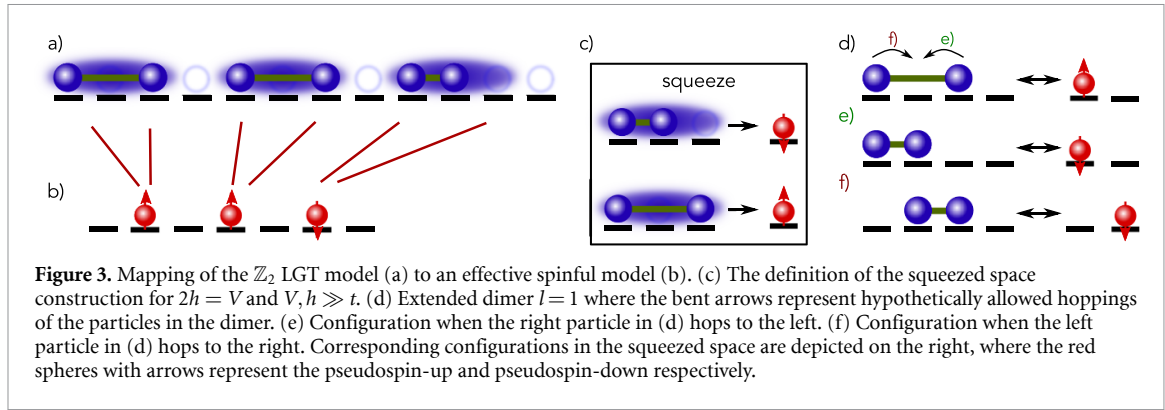 a)
c)
squeeze
d)
f)
e)
e)
b)
f)
Figure 3. Mapping of the ℤ₂ LGT model (a) to an effective spinful model (b). (c) The definition of the squeezed space
construction for 2h = V and V, h ≫ t. (d) Extended dimer l = 1 where the bent arrows represent hypothetically allowed hoppings
of the particles in the dimer. (e) Configuration when the right particle in (d) hops to the left. (f) Configuration when the left
particle in (d) hops to the right. Corresponding configurations in the squeezed space are depicted on the right, where the red
spheres with arrows represent the pseudospin-up and pseudospin-down respectively.